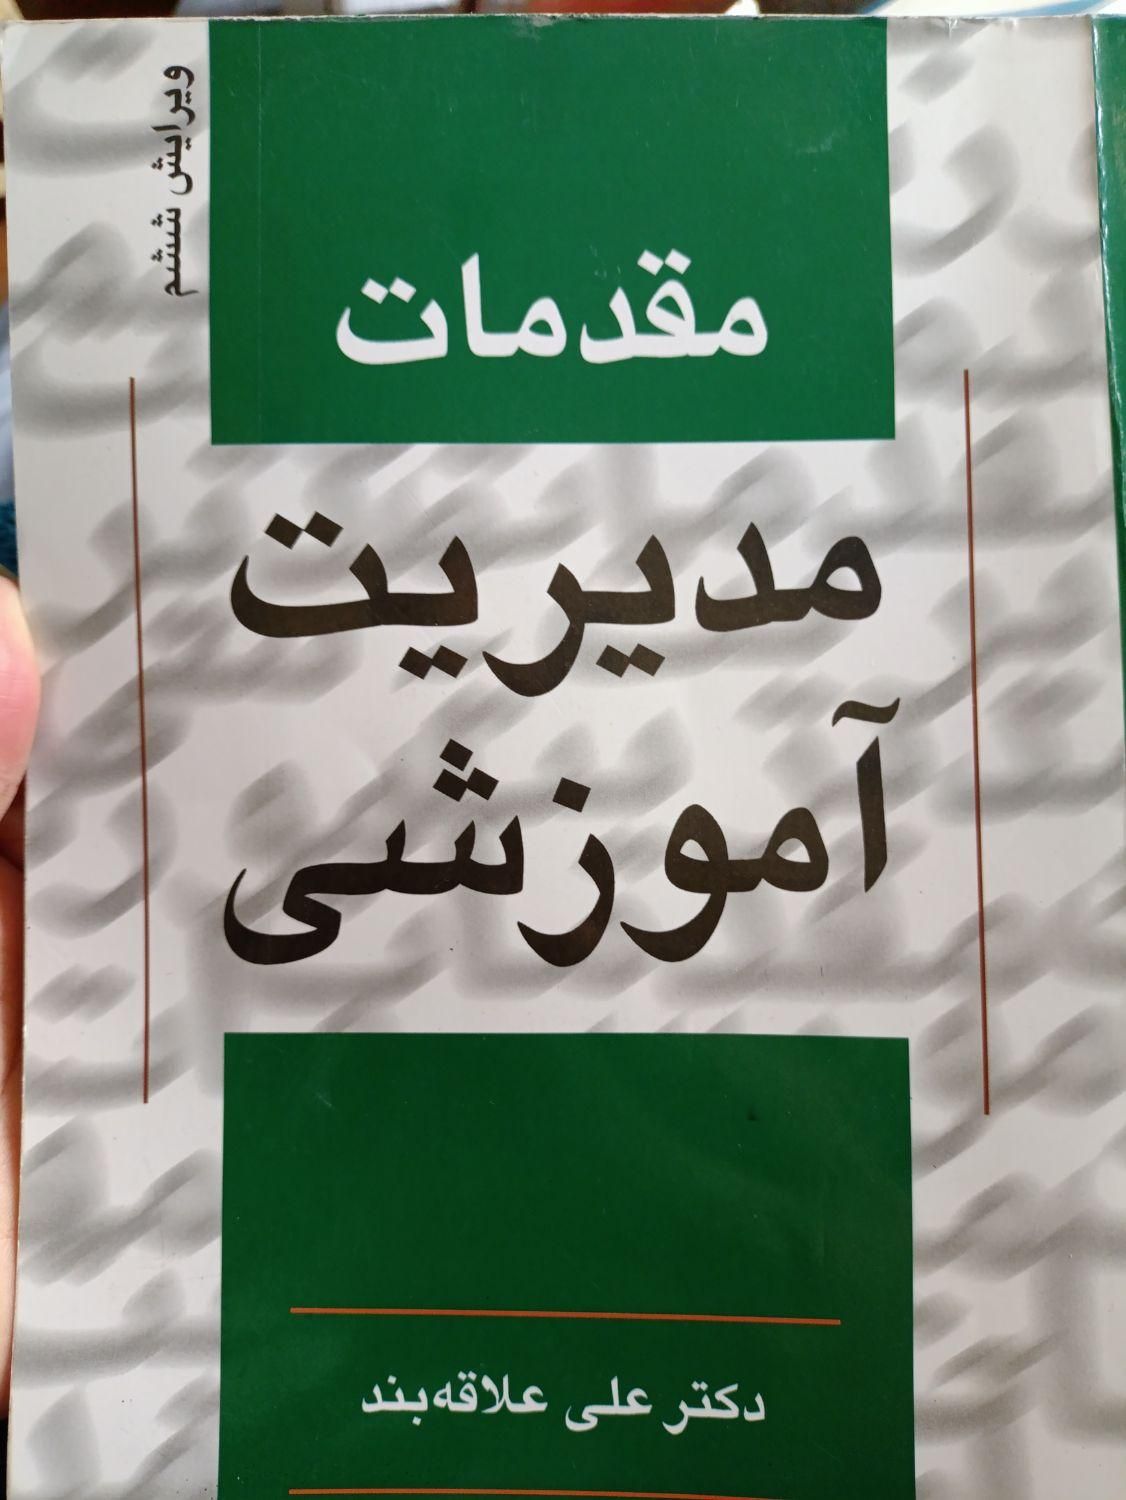 ویرایش ششم
مقدمات
مدیریت
آموزشی
دکتر علی علاقه‌بند